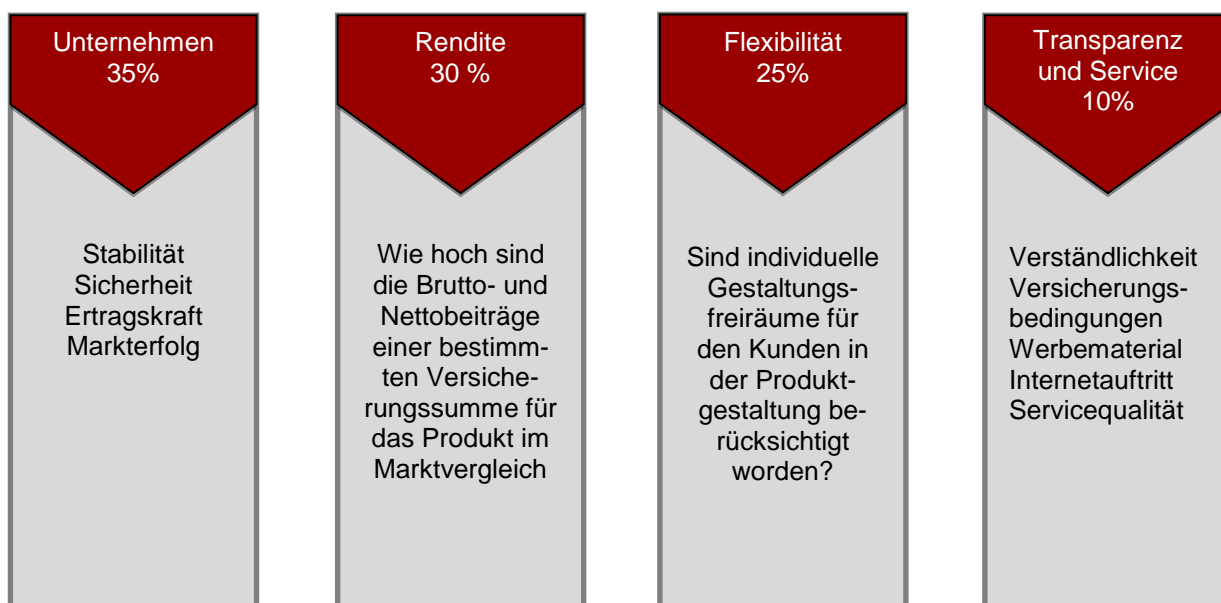 Unternehmen
35%
Stabilität
Sicherheit
Ertragskraft
Markterfolg
Rendite
30 %
Wie hoch sind
die Brutto- und
Nettobeiträge
einer bestimm-
ten Versiche-
rungssumme für
das Produkt im
Marktvergleich
Flexibilität
25%
Sind individuelle
Gestaltungs-
freiräume für
den Kunden in
der Produkt-
gestaltung be-
rücksichtigt
worden?
Transparenz
und Service
10%
Verständlichkeit
Versicherungs-
bedingungen
Werbematerial
Internetauftritt
Servicequalität